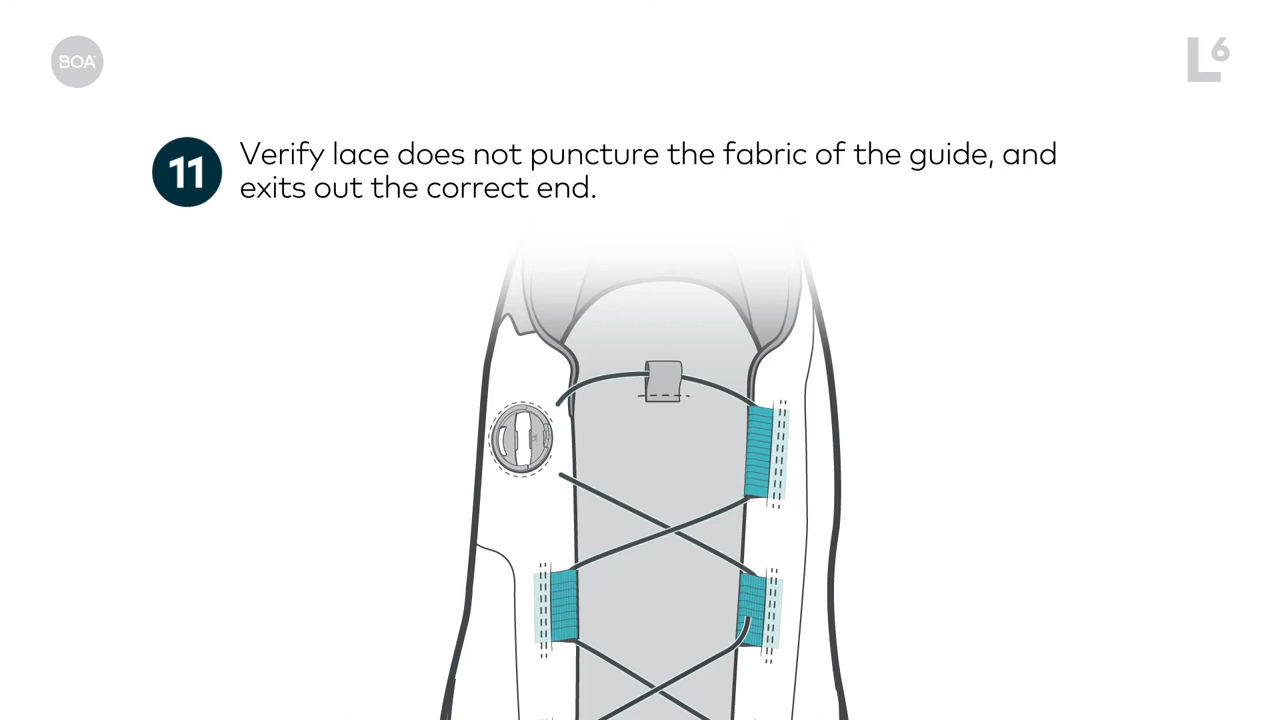 BOA
L6
11
Verify lace does not puncture the fabric of the guide, and
exits out the correct end.